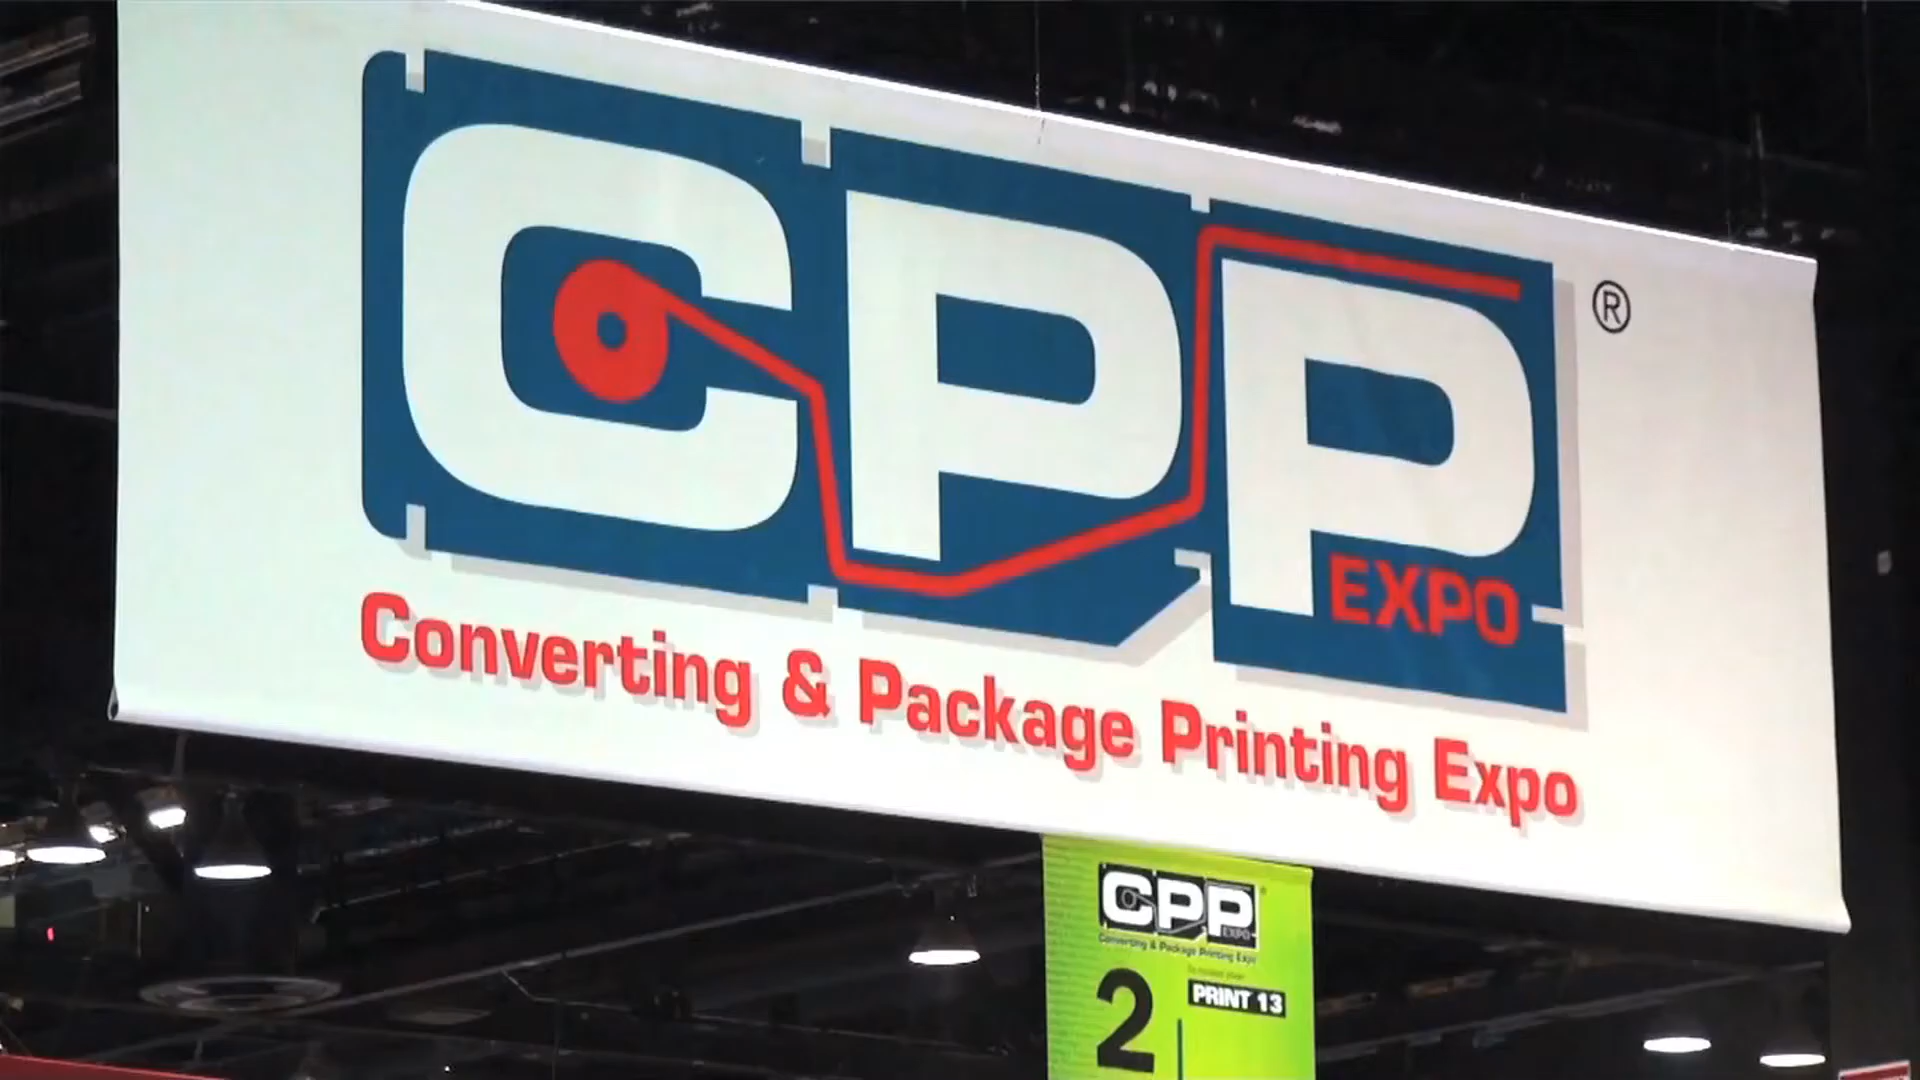 CPP
EXPO
®
Converting & Package Printing Expo
CPP
EXPO
Converting & Package Printing Expo
2
PRINT 13